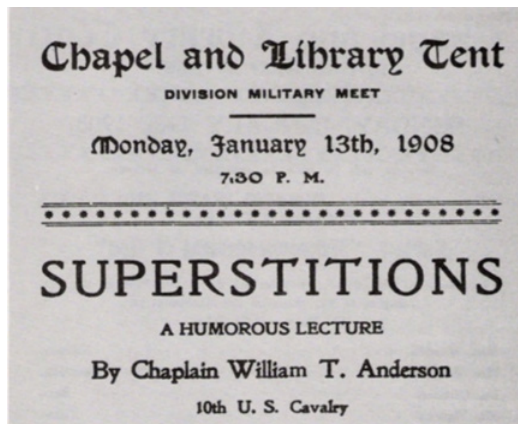 Chapel and Library Tent
DIVISION MILITARY MEET
Monday, January 13th, 1908
7:30 P. M.
SUPERSTITIONS
A HUMOROUS LECTURE
By Chaplain William T. Anderson
10th U. S. Cavalry